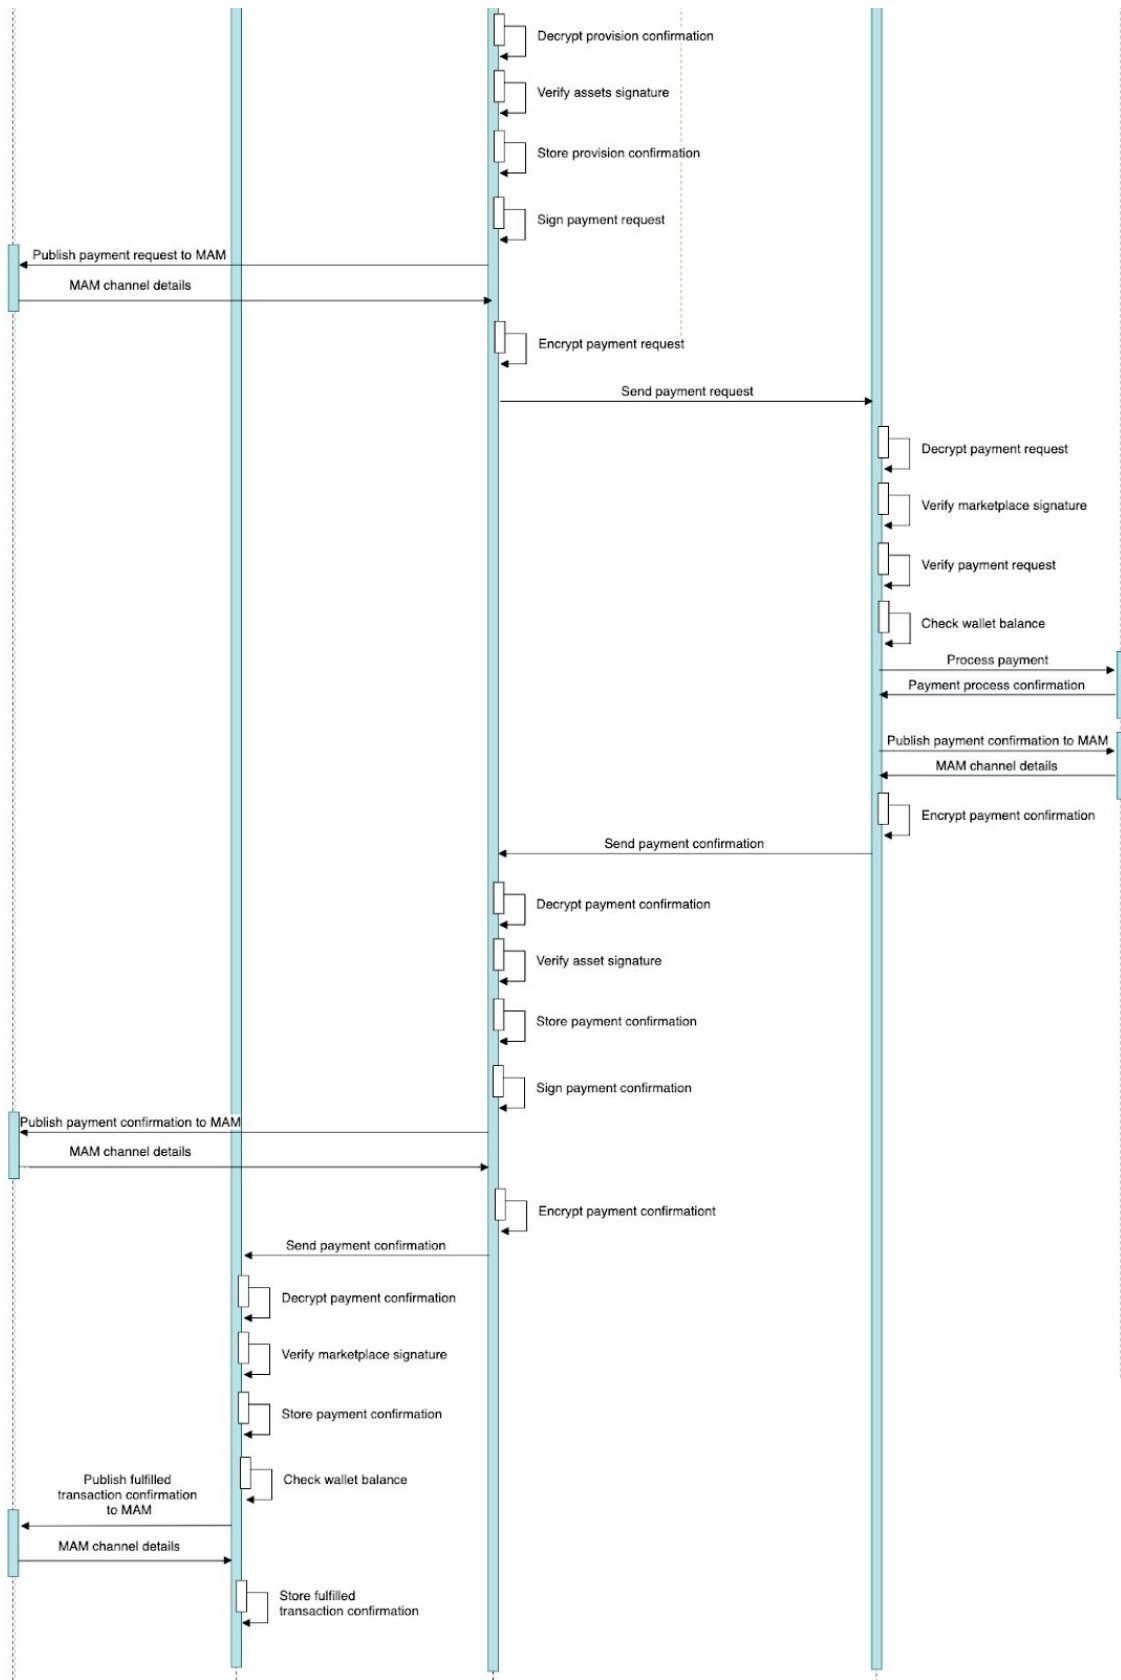 Decrypt provision confirmation
Verify assets signature
Store provision confirmation
Sign payment request
Publish payment request to MAM
MAM channel details
Encrypt payment request
Send payment request
Decrypt payment request
Verify marketplace signature
Verify payment request
Check wallet balance
Process payment
Payment process confirmation
Publish payment confirmation to MAM
MAM channel details
Encrypt payment confirmation
Send payment confirmation
Decrypt payment confirmation
Verify asset signature
Store payment confirmation
Sign payment confirmation
Publish payment confirmation to MAM
MAM channel details
Encrypt payment confirmationt
Send payment confirmation
Decrypt payment confirmation
Verify marketplace signature
Store payment confirmation
Check wallet balance
Publish fulfilled
transaction confirmation
to MAM
MAM channel details
Store fulfilled
transaction confirmation